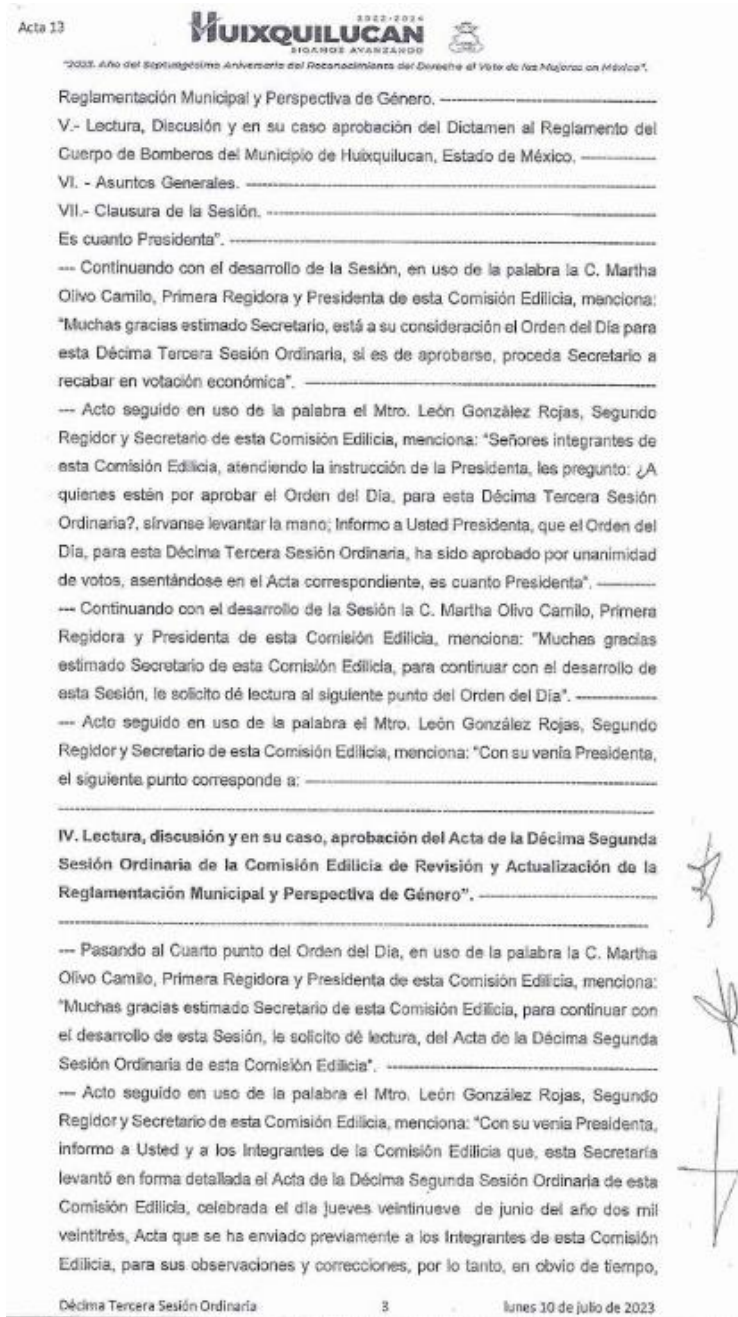 Acta 13
2022-2024
HUIXQUILUCAN
SIGAMOS AVANZANDO
"2023. Año del Septuagésimo Aniversario del Reconocimiento del Derecho al Voto de las Mujeres en México".
Reglamentación Municipal y Perspectiva de Género. ---
V.- Lectura, Discusión y en su caso aprobación del Dictamen al Reglamento del
Cuerpo de Bomberos del Municipio de Huixquilucan, Estado de México. ---
VI. - Asuntos Generales. ---
VII.- Clausura de la Sesión. ---
Es cuanto Presidenta". ---
--- Continuando con el desarrollo de la Sesión, en uso de la palabra la C. Martha
Olivo Camilo, Primera Regidora y Presidenta de esta Comisión Edilicia, menciona:
"Muchas gracias estimado Secretario, está a su consideración el Orden del Día para
esta Décima Tercera Sesión Ordinaria, si es de aprobarse, proceda Secretario a
recabar en votación económica". ---
--- Acto seguido en uso de la palabra el Mtro. León González Rojas, Segundo
Regidor y Secretario de esta Comisión Edilicia, menciona: "Señores integrantes de
esta Comisión Edilicia, atendiendo la instrucción de la Presidenta, les pregunto: ¿A
quienes estén por aprobar el Orden del Día, para esta Décima Tercera Sesión
Ordinaria?, sírvanse levantar la mano; Informo a Usted Presidenta, que el Orden del
Día, para esta Décima Tercera Sesión Ordinaria, ha sido aprobado por unanimidad
de votos, asentándose en el Acta correspondiente, es cuanto Presidenta". ---
--- Continuando con el desarrollo de la Sesión la C. Martha Olivo Camilo, Primera
Regidora y Presidenta de esta Comisión Edilicia, menciona: "Muchas gracias
estimado Secretario de esta Comisión Edilicia, para continuar con el desarrollo de
esta Sesión, le solicito dé lectura al siguiente punto del Orden del Día". ---
--- Acto seguido en uso de la palabra el Mtro. León González Rojas, Segundo
Regidor y Secretario de esta Comisión Edilicia, menciona: "Con su venia Presidenta,
el siguiente punto corresponde a: ---
IV. Lectura, discusión y en su caso, aprobación del Acta de la Décima Segunda
Sesión Ordinaria de la Comisión Edilicia de Revisión y Actualización de la
Reglamentación Municipal y Perspectiva de Género". ---
--- Pasando al Cuarto punto del Orden del Día, en uso de la palabra la C. Martha
Olivo Camilo, Primera Regidora y Presidenta de esta Comisión Edilicia, menciona:
"Muchas gracias estimado Secretario de esta Comisión Edilicia, para continuar con
el desarrollo de esta Sesión, le solicito dé lectura, del Acta de la Décima Segunda
Sesión Ordinaria de esta Comisión Edilicia". ---
--- Acto seguido en uso de la palabra el Mtro. León González Rojas, Segundo
Regidor y Secretario de esta Comisión Edilicia, menciona: "Con su venia Presidenta,
informo a Usted y a los Integrantes de la Comisión Edilicia que, esta Secretaría
levantó en forma detallada el Acta de la Décima Segunda Sesión Ordinaria de esta
Comisión Edilicia, celebrada el día jueves veintinueve de junio del año dos mil
veintitrés, Acta que se ha enviado previamente a los Integrantes de esta Comisión
Edilicia, para sus observaciones y correcciones, por lo tanto, en obvio de tiempo,
Décima Tercera Sesión Ordinaria 3 lunes 10 de julio de 2023